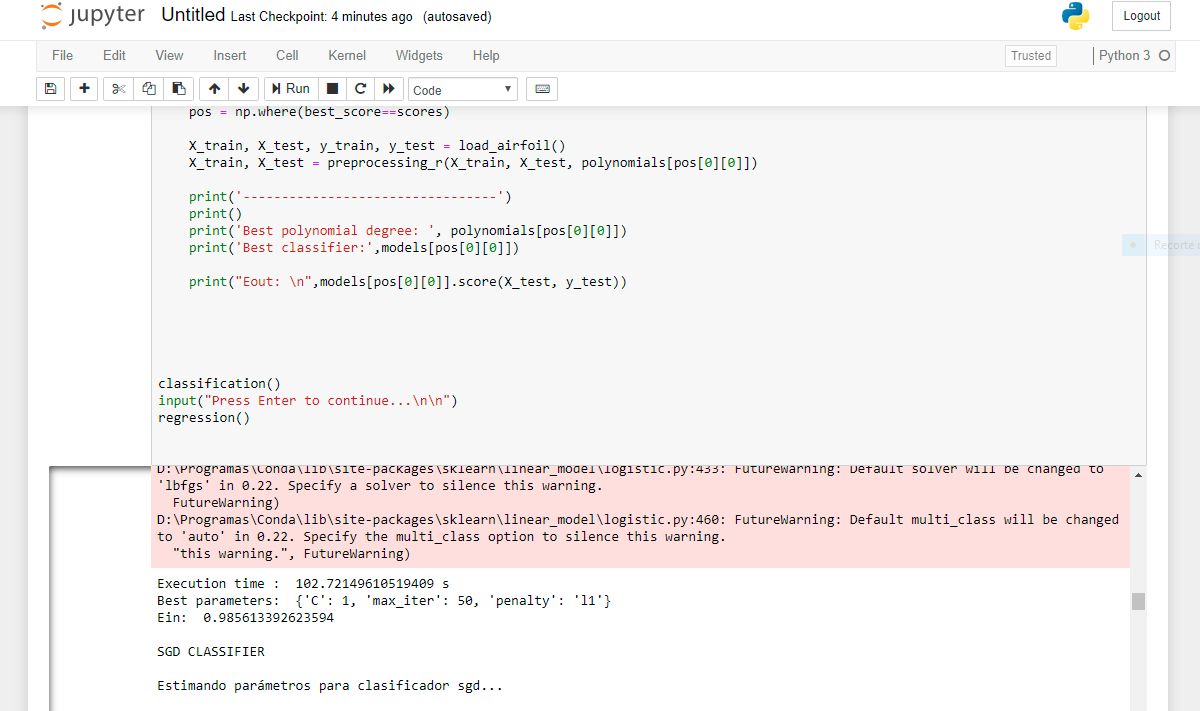 jupyter Untitled Last Checkpoint: 4 minutes ago (autosaved) Logout
File Edit View Insert Cell Kernel Widgets Help Trusted Python 3
Run Code
pos = np.where(best_score==scores)
X_train, X_test, y_train, y_test = load_airfoil()
X_train, X_test = preprocessing_r(X_train, X_test, polynomials[pos[0][0]])
print('---------------------------------')
print()
print('Best polynomial degree: ', polynomials[pos[0][0]])
print('Best classifier:',models[pos[0][0]])
Recorte
print("Eout: \n",models[pos[0][0]].score(X_test, y_test))
classification()
input("Press Enter to continue...\n\n")
regression()
D:\Programas\Conda\lib\site-packages\sklearn\linear_model\logistic.py:433: FutureWarning: Default solver will be changed to
'lbfgs' in 0.22. Specify a solver to silence this warning.
FutureWarning)
D:\Programas\Conda\lib\site-packages\sklearn\linear_model\logistic.py:460: FutureWarning: Default multi_class will be changed
to 'auto' in 0.22. Specify the multi_class option to silence this warning.
"this warning.", FutureWarning)
Execution time :  102.72149610519409 s
Best parameters:  {'C': 1, 'max_iter': 50, 'penalty': 'l1'}
Ein:  0.985613392623594
SGD CLASSIFIER
Estimando parámetros para clasificador sgd...